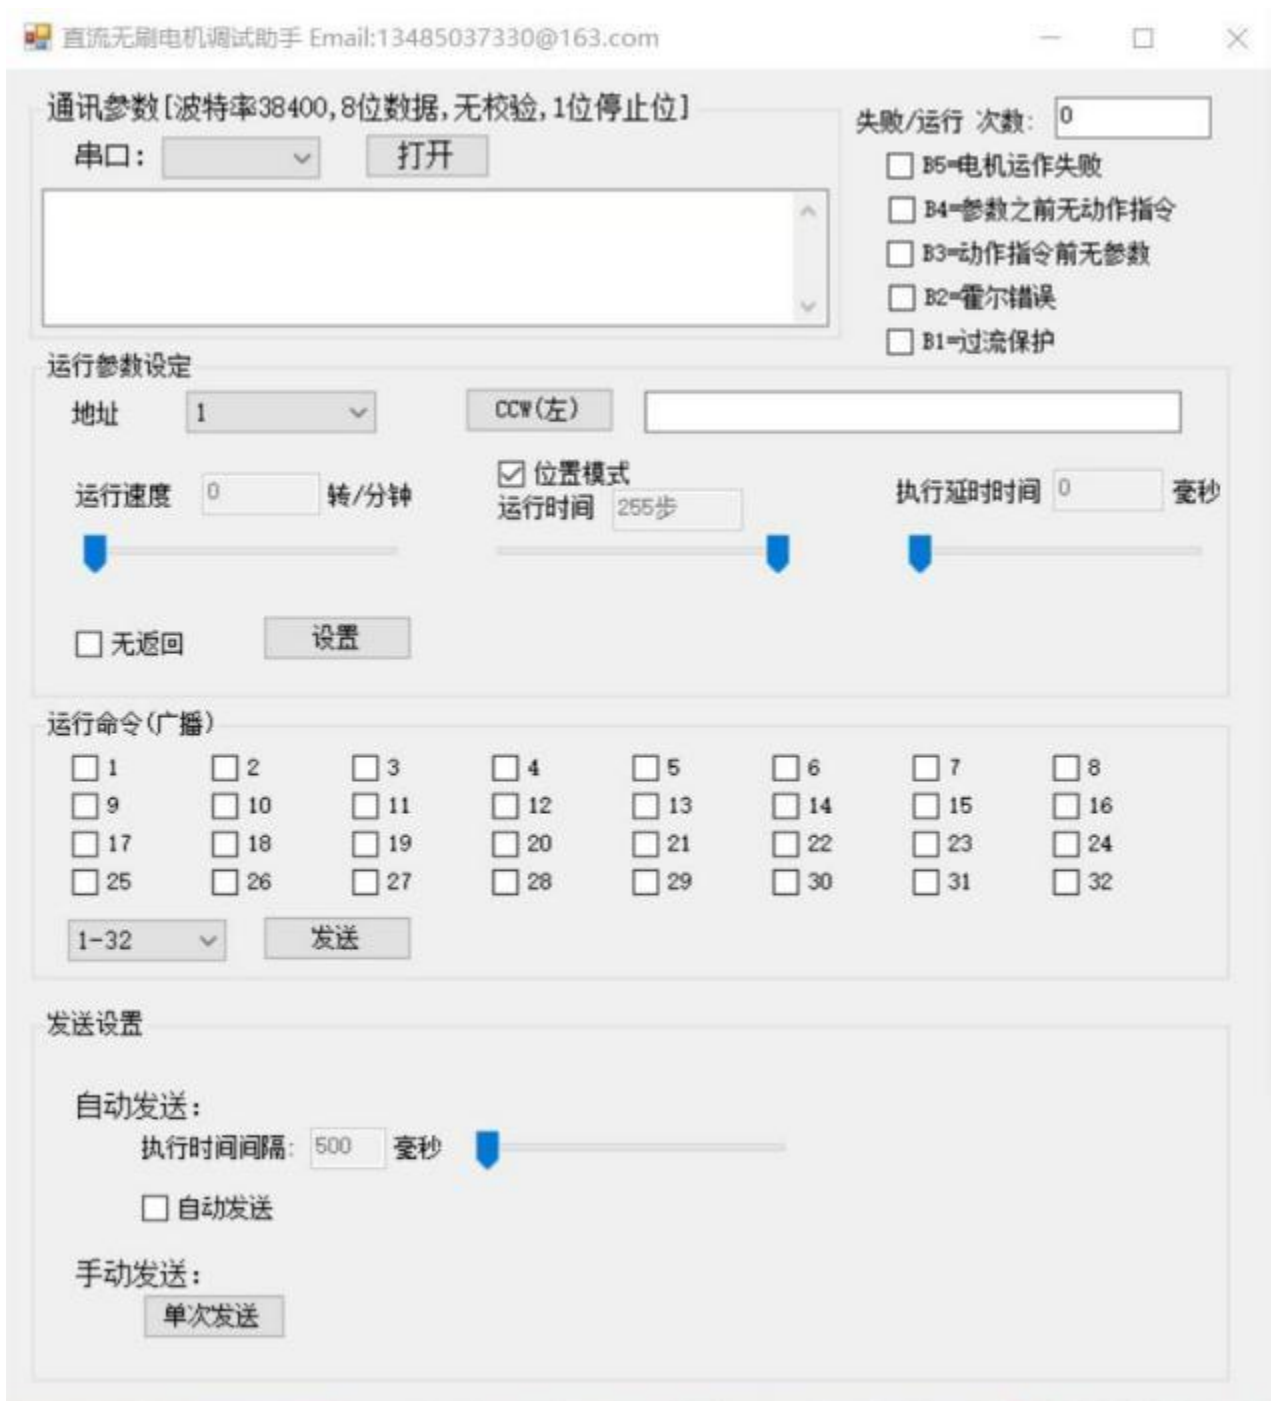 直流无刷电机调试助手 Email:13485037330@163.com
通讯参数[波特率38400,8位数据,无校验,1位停止位]
串口: 打开
失败/运行 次数: 0
B5=电机运作失败
B4=参数之前无动作指令
B3=动作指令前无参数
B2=霍尔错误
B1=过流保护
运行参数设定
地址 1 CCW(左)
位置模式
运行速度 0 转/分钟 运行时间 255步 执行延时时间 0 毫秒
无返回 设置
运行命令(广播)
1 2 3 4 5 6 7 8
9 10 11 12 13 14 15 16
17 18 19 20 21 22 23 24
25 26 27 28 29 30 31 32
1-32 发送
发送设置
自动发送:
执行时间间隔: 500 毫秒
自动发送
手动发送:
单次发送